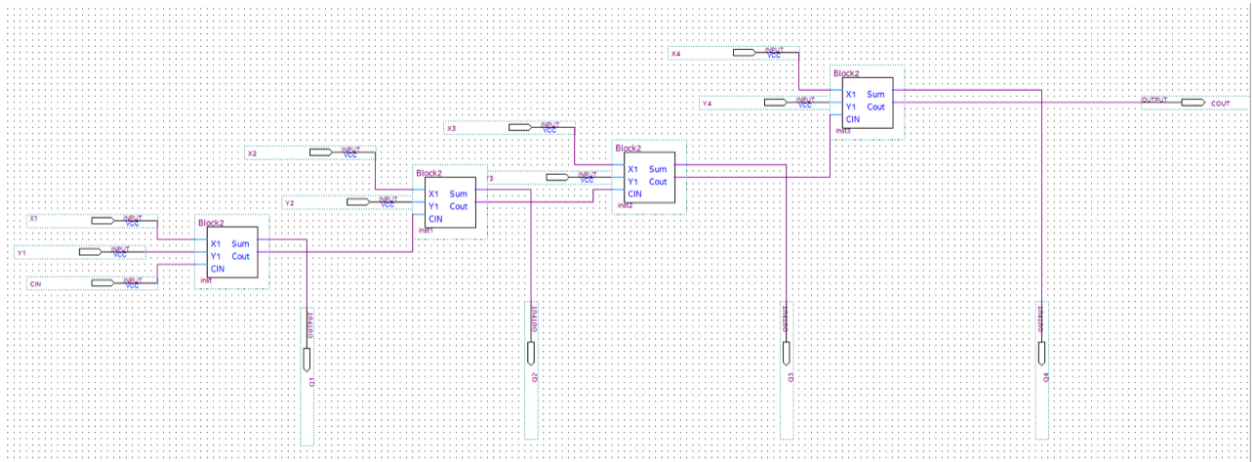 X4
INPUT
VCC
Block2
X1 Sum
Y1 Cout
CIN
inst3
Y4
INPUT
VCC
OUTPUT
COUT
X3
INPUT
VCC
Block2
X1 Sum
Y1 Cout
CIN
inst2
Y3
INPUT
VCC
X2
INPUT
VCC
Block2
X1 Sum
Y1 Cout
CIN
inst1
Y2
INPUT
VCC
X1
INPUT
VCC
Block2
X1 Sum
Y1 Cout
CIN
inst
Y1
INPUT
VCC
CIN
INPUT
VCC
OUTPUT
Q1
OUTPUT
Q2
OUTPUT
Q3
OUTPUT
Q4